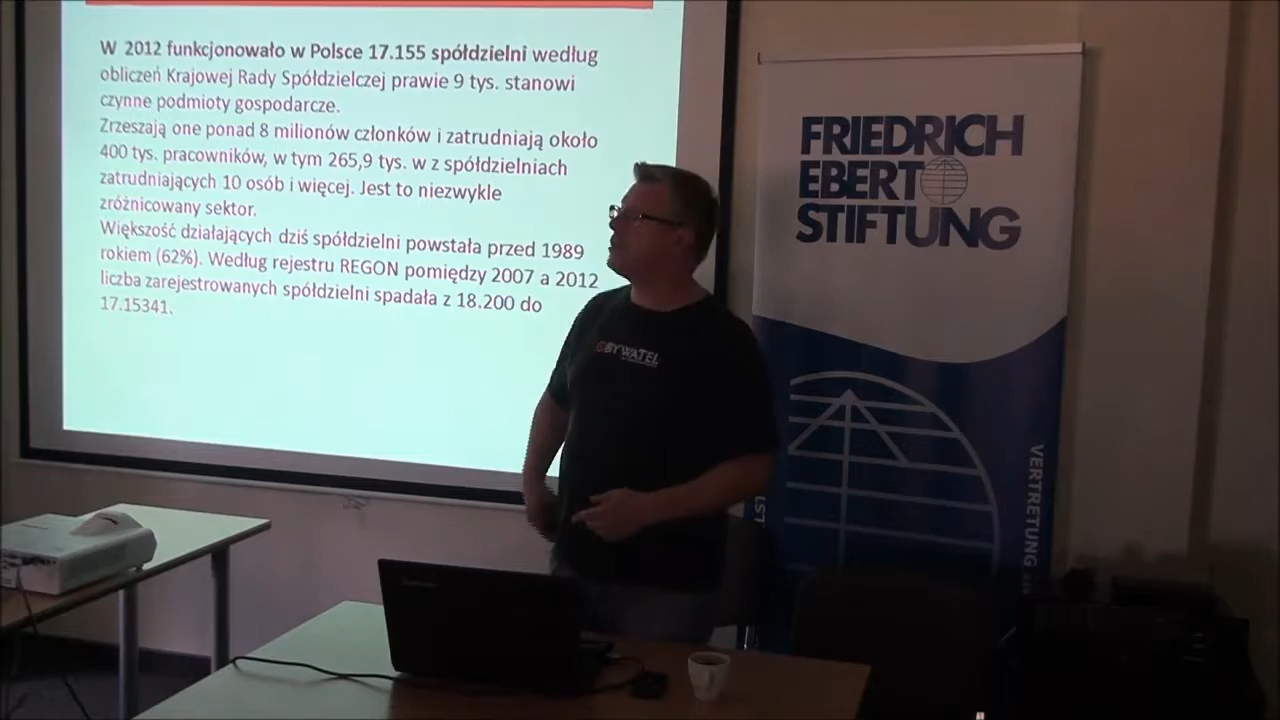 W 2012 funkcjonowało w Polsce 17.155 spółdzielni według
obliczeń Krajowej Rady Spółdzielczej prawie 9 tys. stanowi
czynne podmioty gospodarcze.
Zrzeszają one ponad 8 milionów członków i zatrudniają około
400 tys. pracowników, w tym 265,9 tys. w z spółdzielniach
zatrudniających 10 osób i więcej. Jest to niezwykle
zróżnicowany sektor.
Większość działających dziś spółdzielni powstała przed 1989
rokiem (62%). Według rejestru REGON pomiędzy 2007 a 2012
liczba zarejestrowanych spółdzielni spadała z 18.200 do
17.15341.
FRIEDRICH
EBERT
STIFTUNG
OBYWATEL
VERTRETUNG